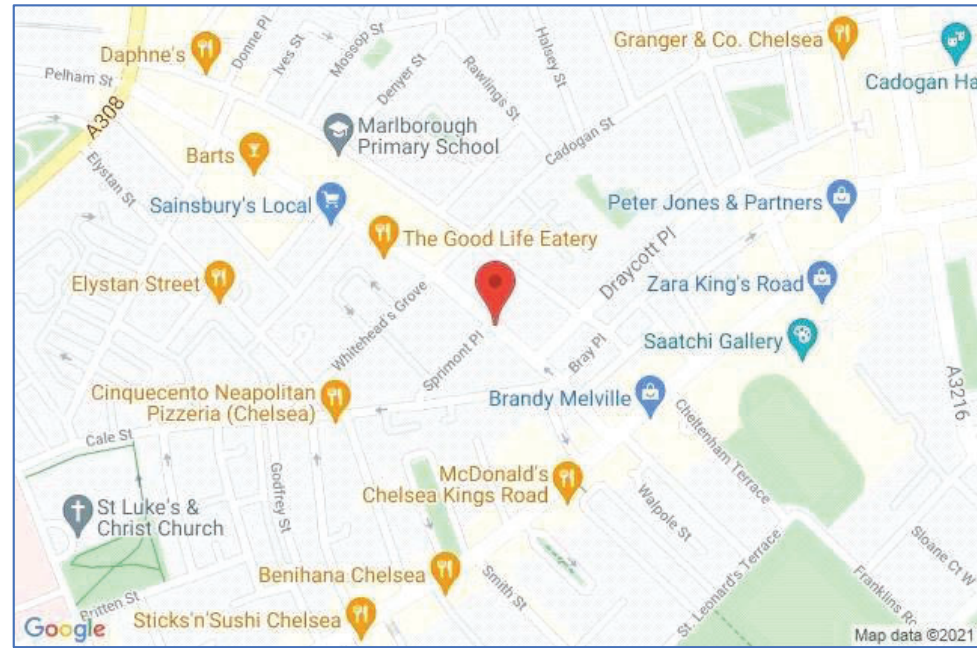 Daphne's
Donne Pl
Ives St
Mossop St
Halsey St
Granger & Co. Chelsea
Cadogan Ha
Pelham St
Denyer St
Rawlings St
A308
Marlborough
Primary School
Cadogan St
Barts
Elystan St
Sainsbury's Local
Peter Jones & Partners
The Good Life Eatery
Draycott Pl
Elystan Street
Whitehead's Grove
Zara King's Road
Sprimont Pl
Bray Pl
Saatchi Gallery
A3216
Cinquecento Neapolitan
Pizzeria (Chelsea)
Brandy Melville
Cale St
Cheltenham Terrace
Godfrey St
McDonald's
Chelsea Kings Road
Walpole St
St Luke's &
Christ Church
Sloane Ct W
St. Leonard's Terrace
Benihana Chelsea
Smith St
Franklins Ro
Britten St
Sticks'n'Sushi Chelsea
Google
Map data ©2021